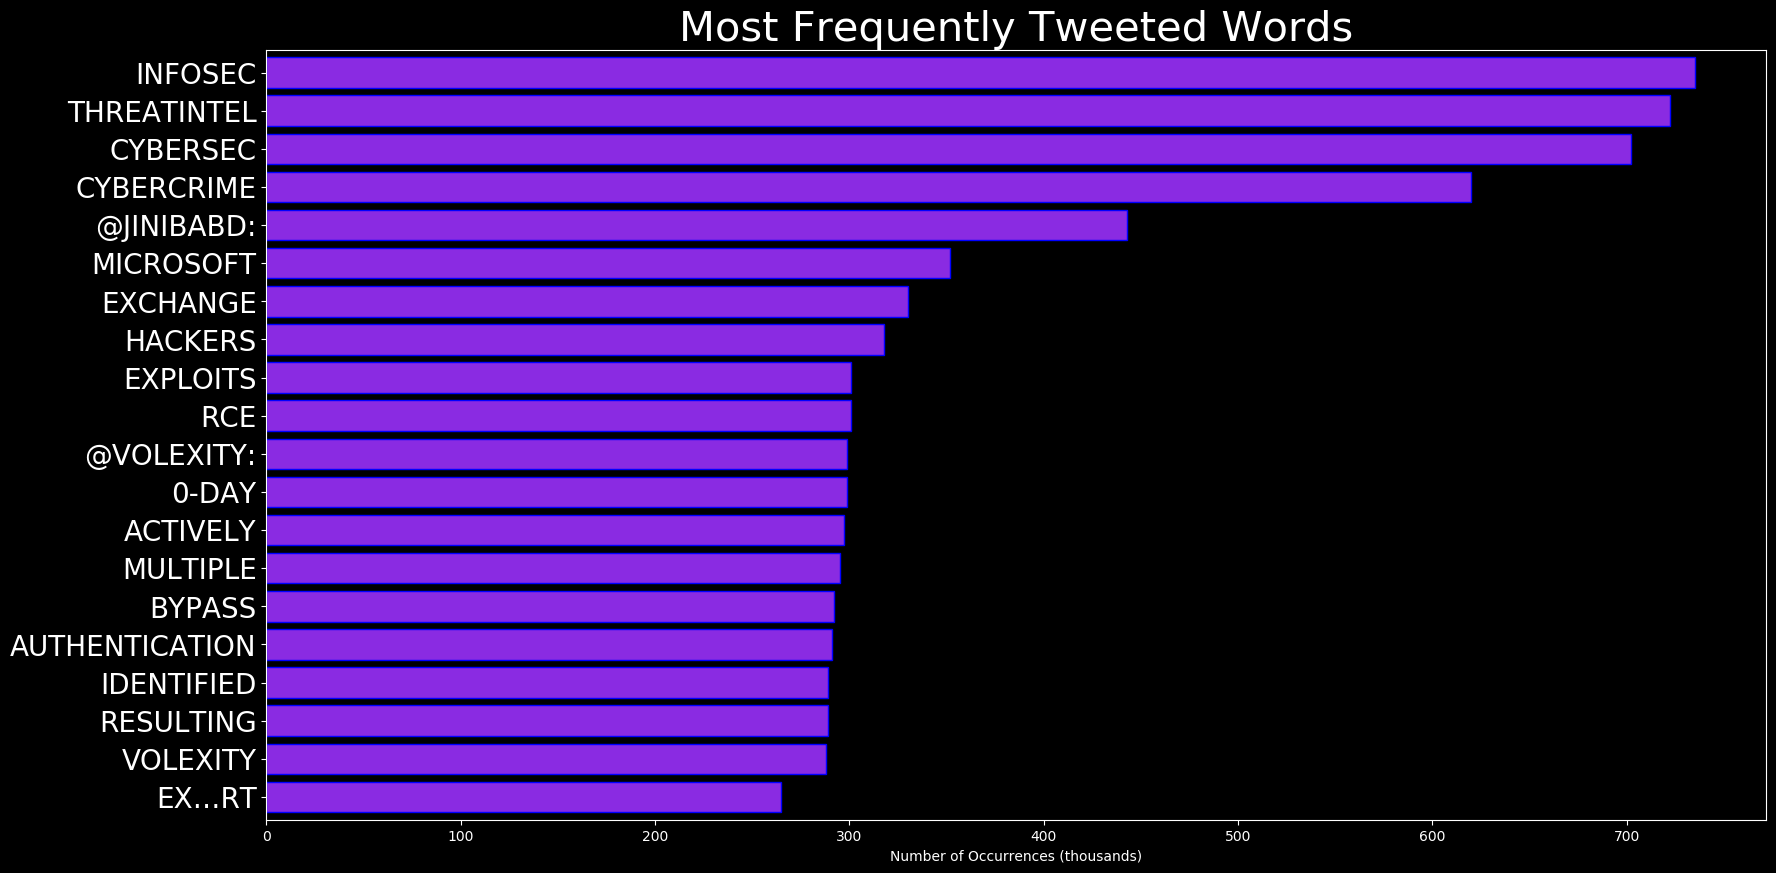 Most Frequently Tweeted Words
INFOSEC
THREATINTEL
CYBERSEC
CYBERCRIME
@JINIBABD:
MICROSOFT
EXCHANGE
HACKERS
EXPLOITS
RCE
@VOLEXITY:
0-DAY
ACTIVELY
MULTIPLE
BYPASS
AUTHENTICATION
IDENTIFIED
RESULTING
VOLEXITY
EX…RT
0 100 200 300 400 500 600 700
Number of Occurrences (thousands)